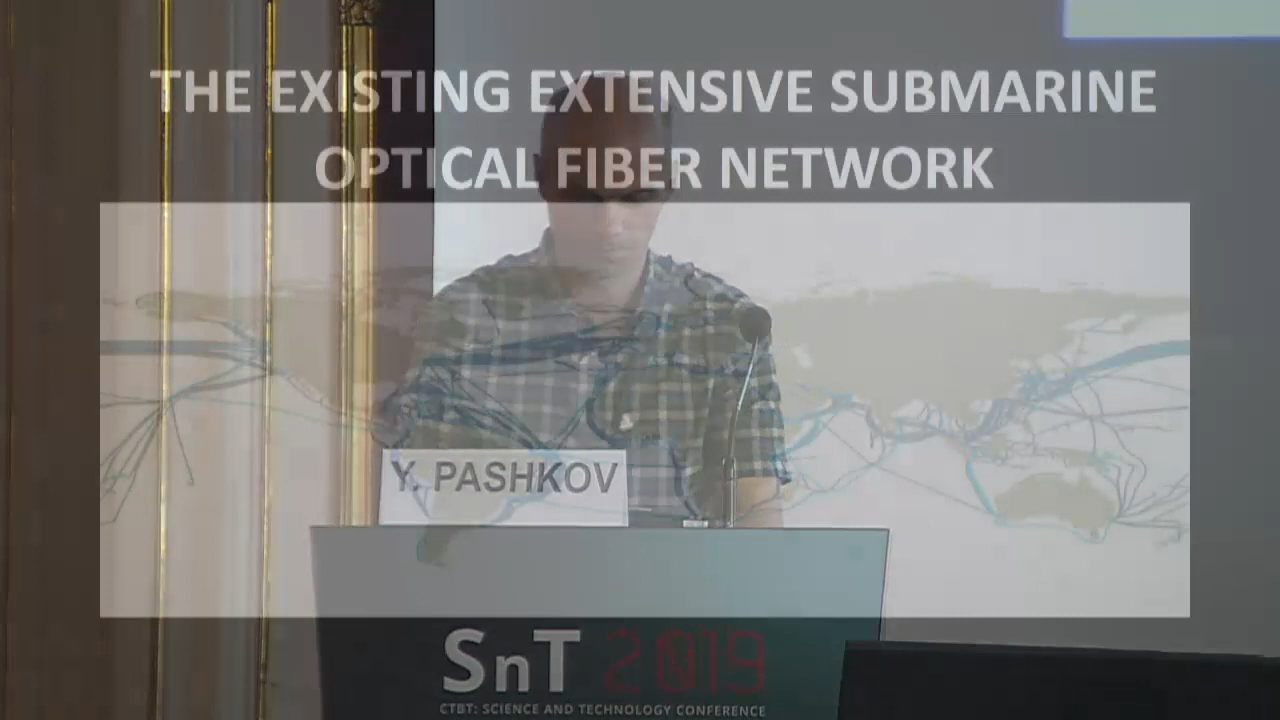 THE EXISTING EXTENSIVE SUBMARINE
OPTICAL FIBER NETWORK
Y. PASHKOV
SnT 2019
CTBT: SCIENCE AND TECHNOLOGY CONFERENCE